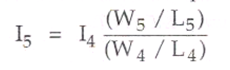 I₅ = I₄ (W₅ / L₅) / (W₄ / L₄)